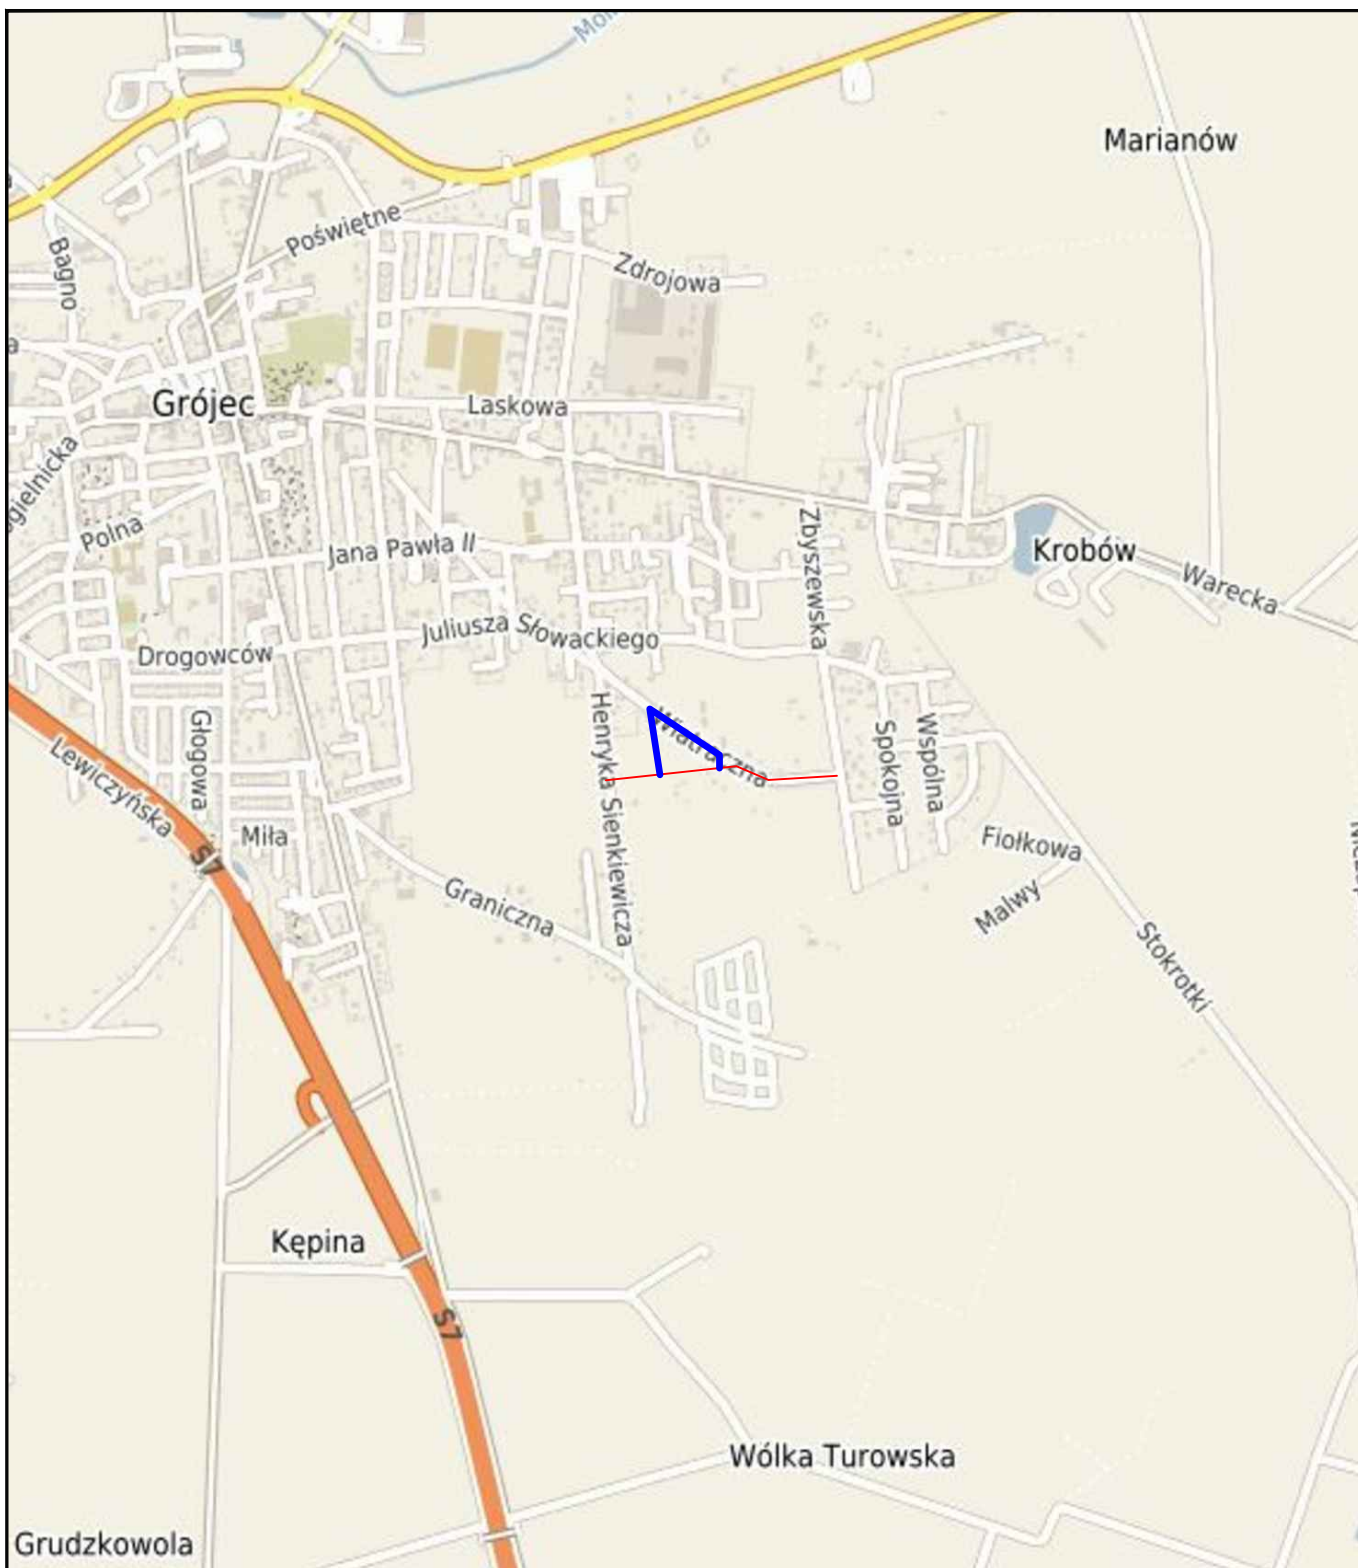 Marianów
Poświętne
Bagno
Zdrojowa
Grójec
Laskowa
Polna
Jana Pawła II
Zbyszewska
Krobów
Warecka
Juliusza Słowackiego
Drogowców
Henryka Sienkiewicza
Wiatraczna
Głogowa
Spokojna
Wspólna
Lewiczyńska
Miła
S7
Fiołkowa
Graniczna
Malwy
Stokrotki
Kępina
S7
Wólka Turowska
Grudzkowola